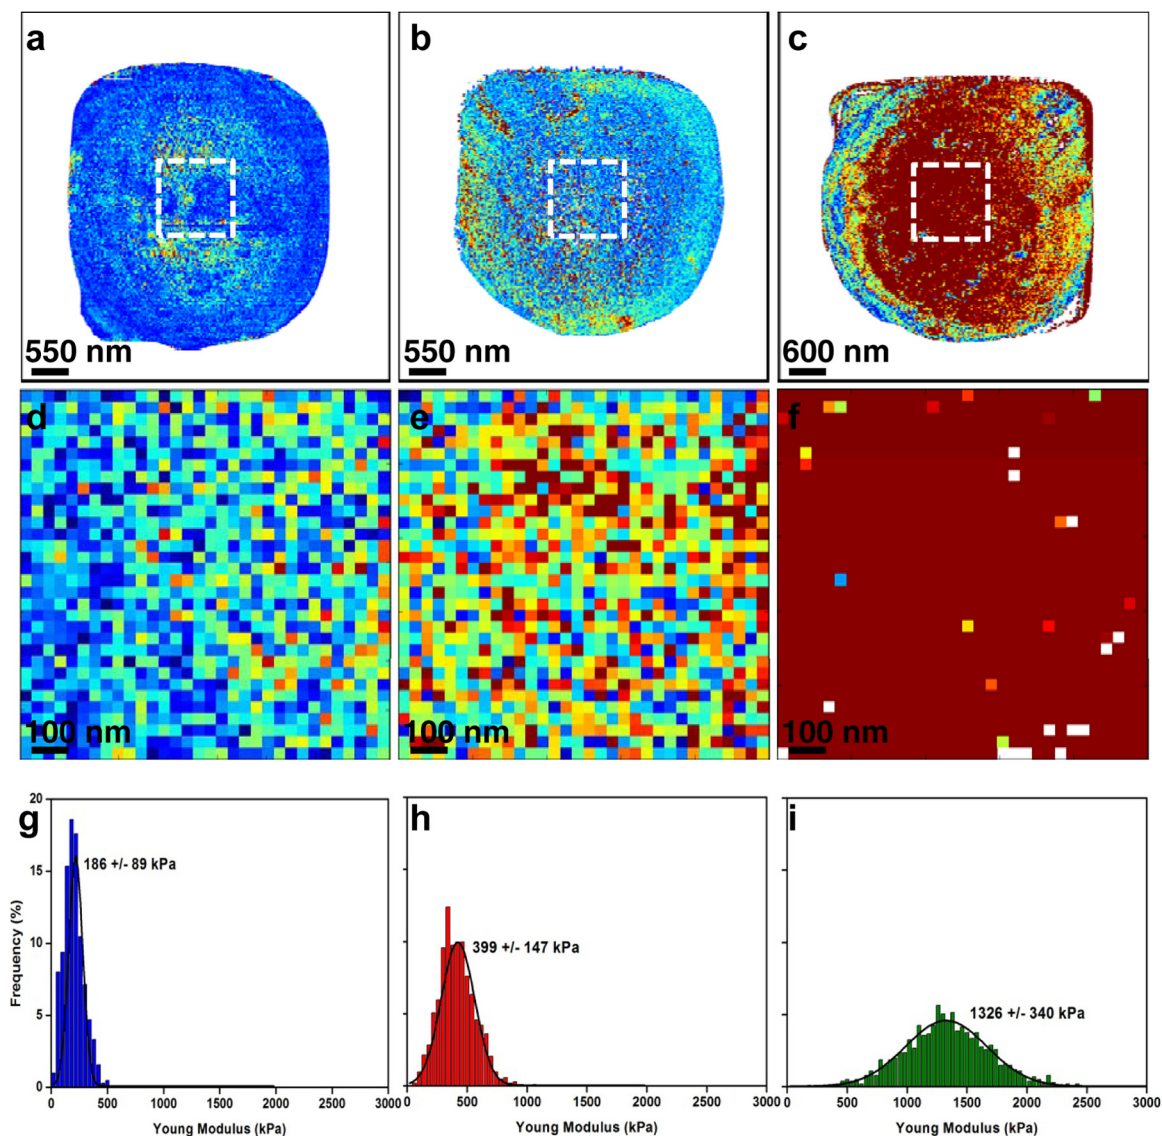 a
b
c
550 nm
550 nm
600 nm
d
e
f
100 nm
100 nm
100 nm
g
h
i
20
15
10
5
0
Frequency (%)
186 +/- 89 kPa
399 +/- 147 kPa
1326 +/- 340 kPa
0 500 1000 1500 2000 2500 3000
0 500 1000 1500 2000 2500 3000
500 1000 1500 2000 2500 3000
Young Modulus (kPa)
Young Modulus (kPa)
Young Modulus (kPa)